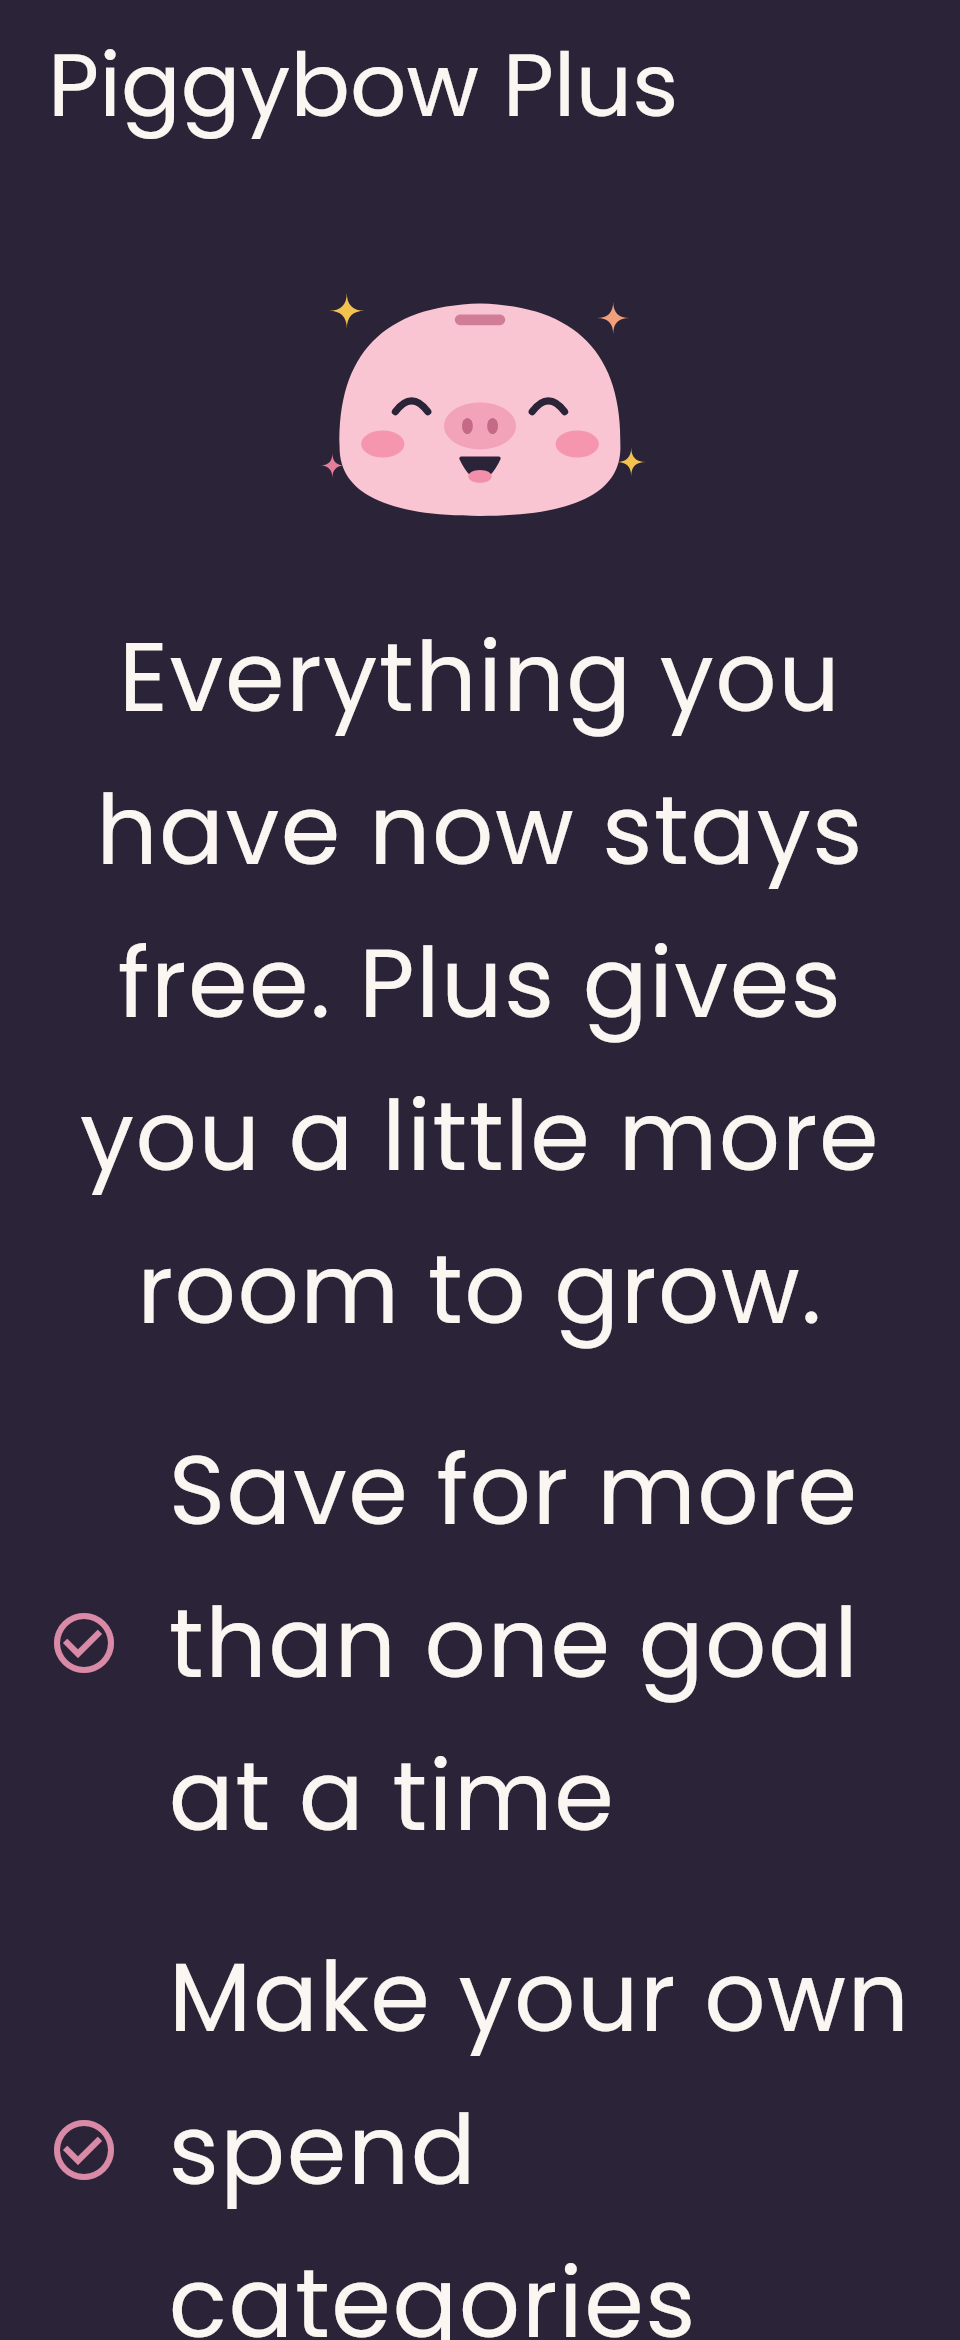 Piggybow Plus
Everything you
have now stays
free. Plus gives
you a little more
room to grow.
Save for more
than one goal
at a time
Make your own
spend
categories